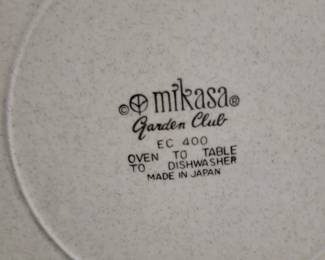 © mikasa®
Garden Club
EC 400
OVEN TO TABLE
TO DISHWASHER
MADE IN JAPAN